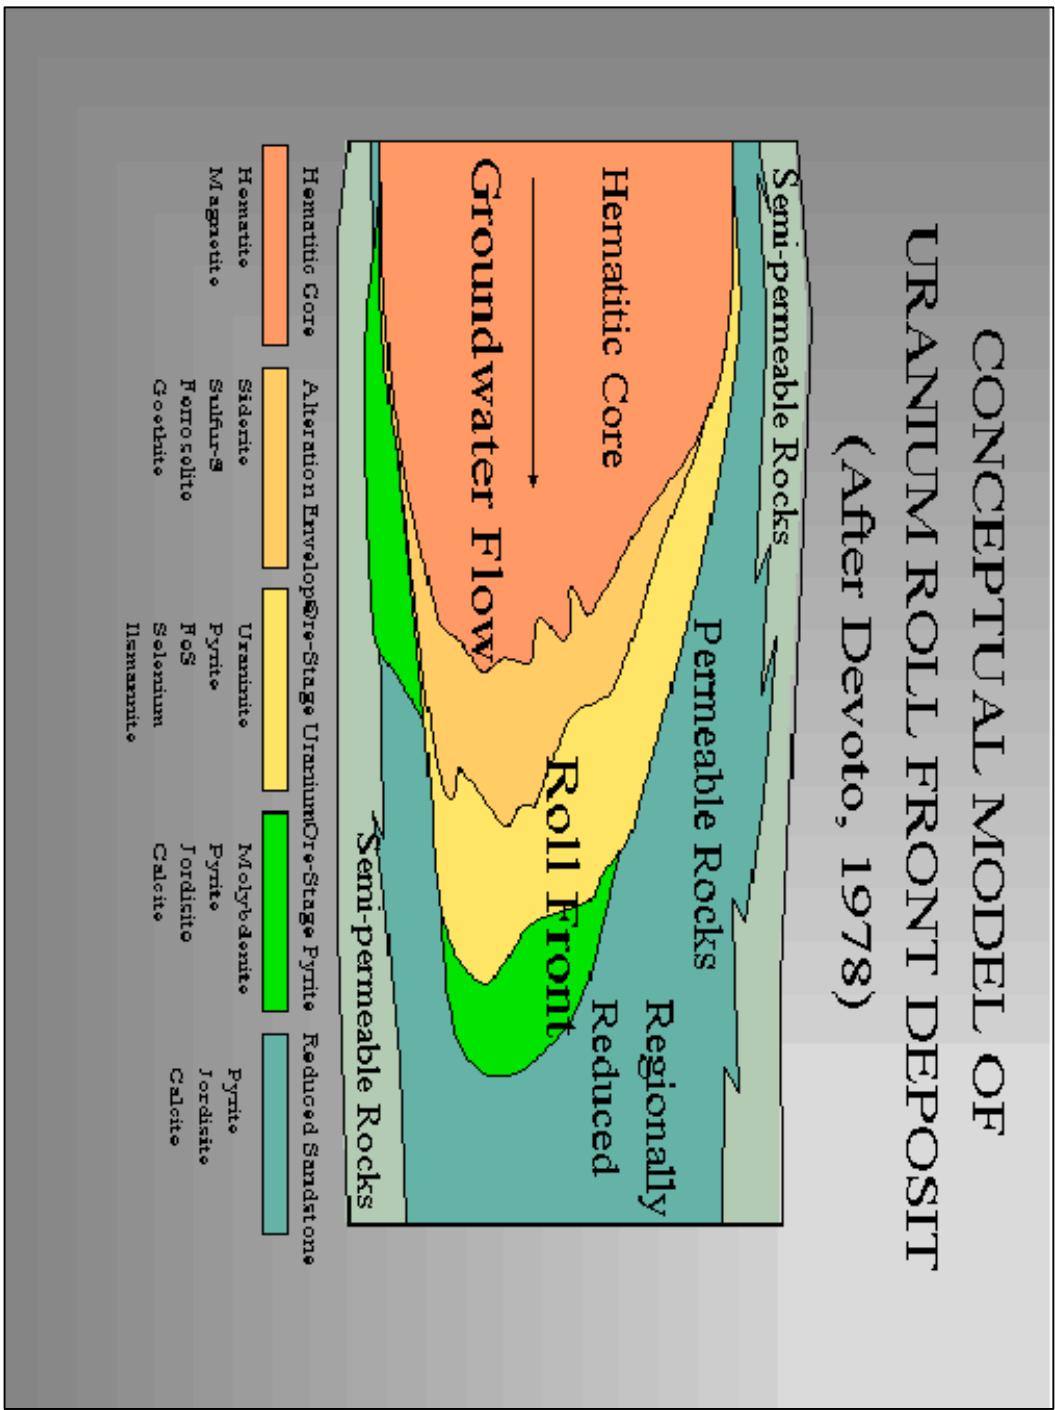 CONCEPTUAL MODEL OF
URANIUM ROLL FRONT DEPOSIT
(After Devoto, 1978)
Semi-permeable Rocks
Permeable Rocks
Hematitic Core
Regionally
Reduced
Roll Front
Groundwater Flow
Semi-permeable Rocks
Hematitic Core
Hematite
Magnetite
Alteration Envelope
Siderite
Sulfur-S
Ferroselite
Goethite
Ore-Stage Uranium
Uraninite
Pyrite
FeS
Selenium
Ilsemannite
Ore-Stage Pyrite
Molybdenite
Pyrite
Jordisite
Calcite
Reduced Sandstone
Pyrite
Jordisite
Calcite